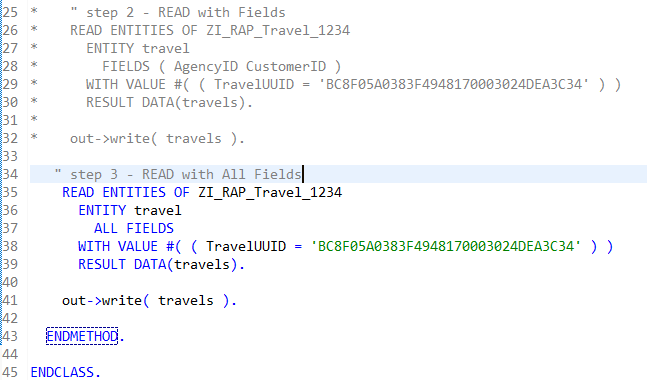 25 *    " step 2 - READ with Fields
26 *    READ ENTITIES OF ZI_RAP_Travel_1234
27 *      ENTITY travel
28 *        FIELDS ( AgencyID CustomerID )
29 *      WITH VALUE #( ( TravelUUID = 'BC8F05A0383F4948170003024DEA3C34' ) )
30 *      RESULT DATA(travels).
31 *
32 *    out->write( travels ).
33
34    " step 3 - READ with All Fields
35     READ ENTITIES OF ZI_RAP_Travel_1234
36       ENTITY travel
37         ALL FIELDS
38       WITH VALUE #( ( TravelUUID = 'BC8F05A0383F4948170003024DEA3C34' ) )
39       RESULT DATA(travels).
40
41     out->write( travels ).
42
43   ENDMETHOD.
44
45 ENDCLASS.